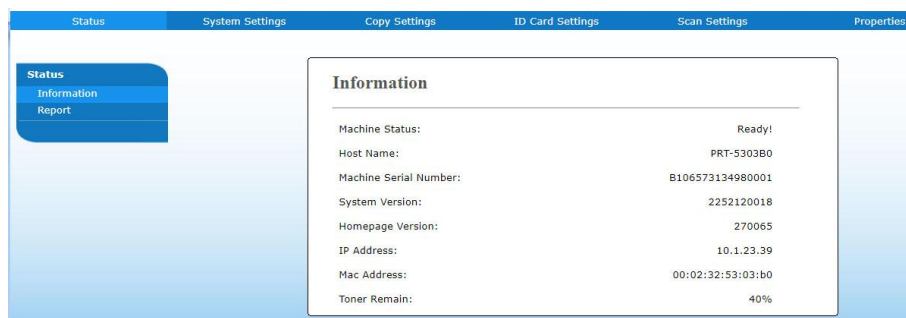 Status System Settings Copy Settings ID Card Settings Scan Settings Properties
Status
Information
Report
Information
Machine Status: Ready!
Host Name: PRT-5303B0
Machine Serial Number: B106573134980001
System Version: 2252120018
Homepage Version: 270065
IP Address: 10.1.23.39
Mac Address: 00:02:32:53:03:b0
Toner Remain: 40%